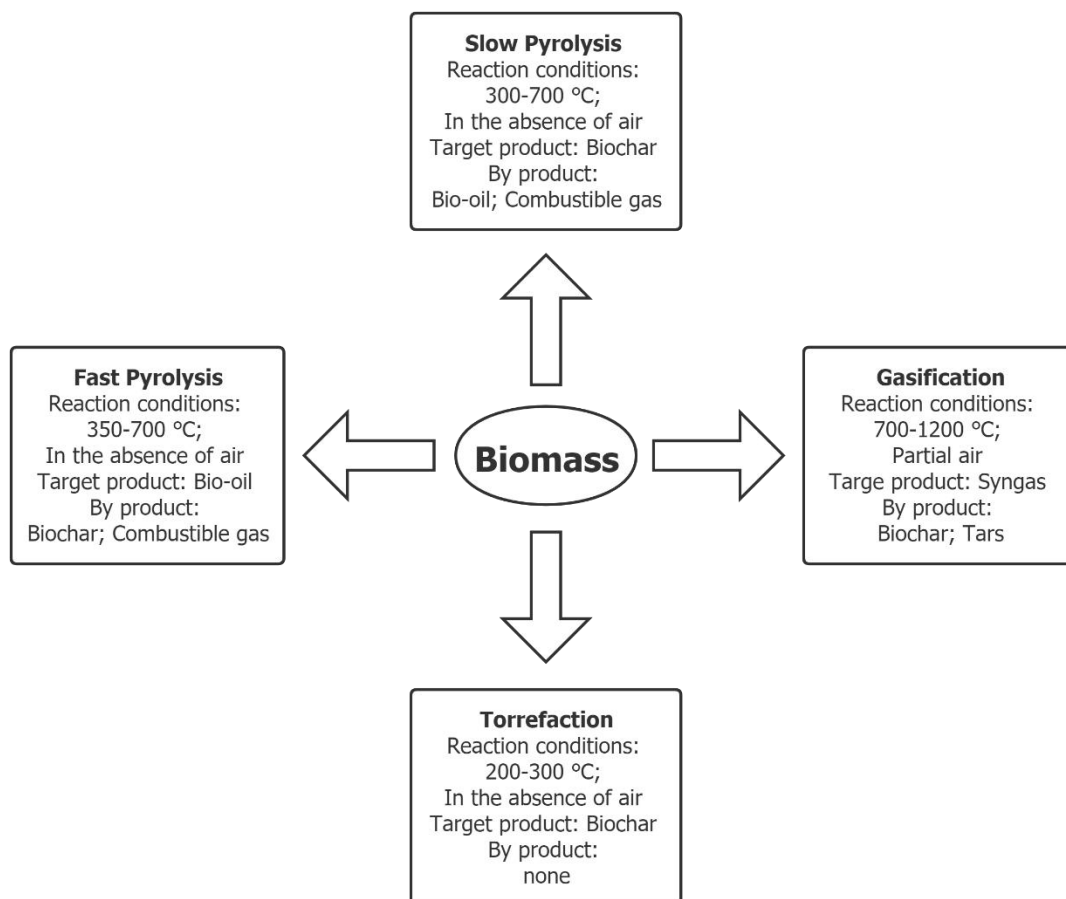 Slow Pyrolysis
Reaction conditions:
300-700 °C;
In the absence of air
Target product: Biochar
By product:
Bio-oil; Combustible gas
Fast Pyrolysis
Reaction conditions:
350-700 °C;
In the absence of air
Target product: Bio-oil
By product:
Biochar; Combustible gas
Biomass
Gasification
Reaction conditions:
700-1200 °C;
Partial air
Targe product: Syngas
By product:
Biochar; Tars
Torrefaction
Reaction conditions:
200-300 °C;
In the absence of air
Target product: Biochar
By product:
none